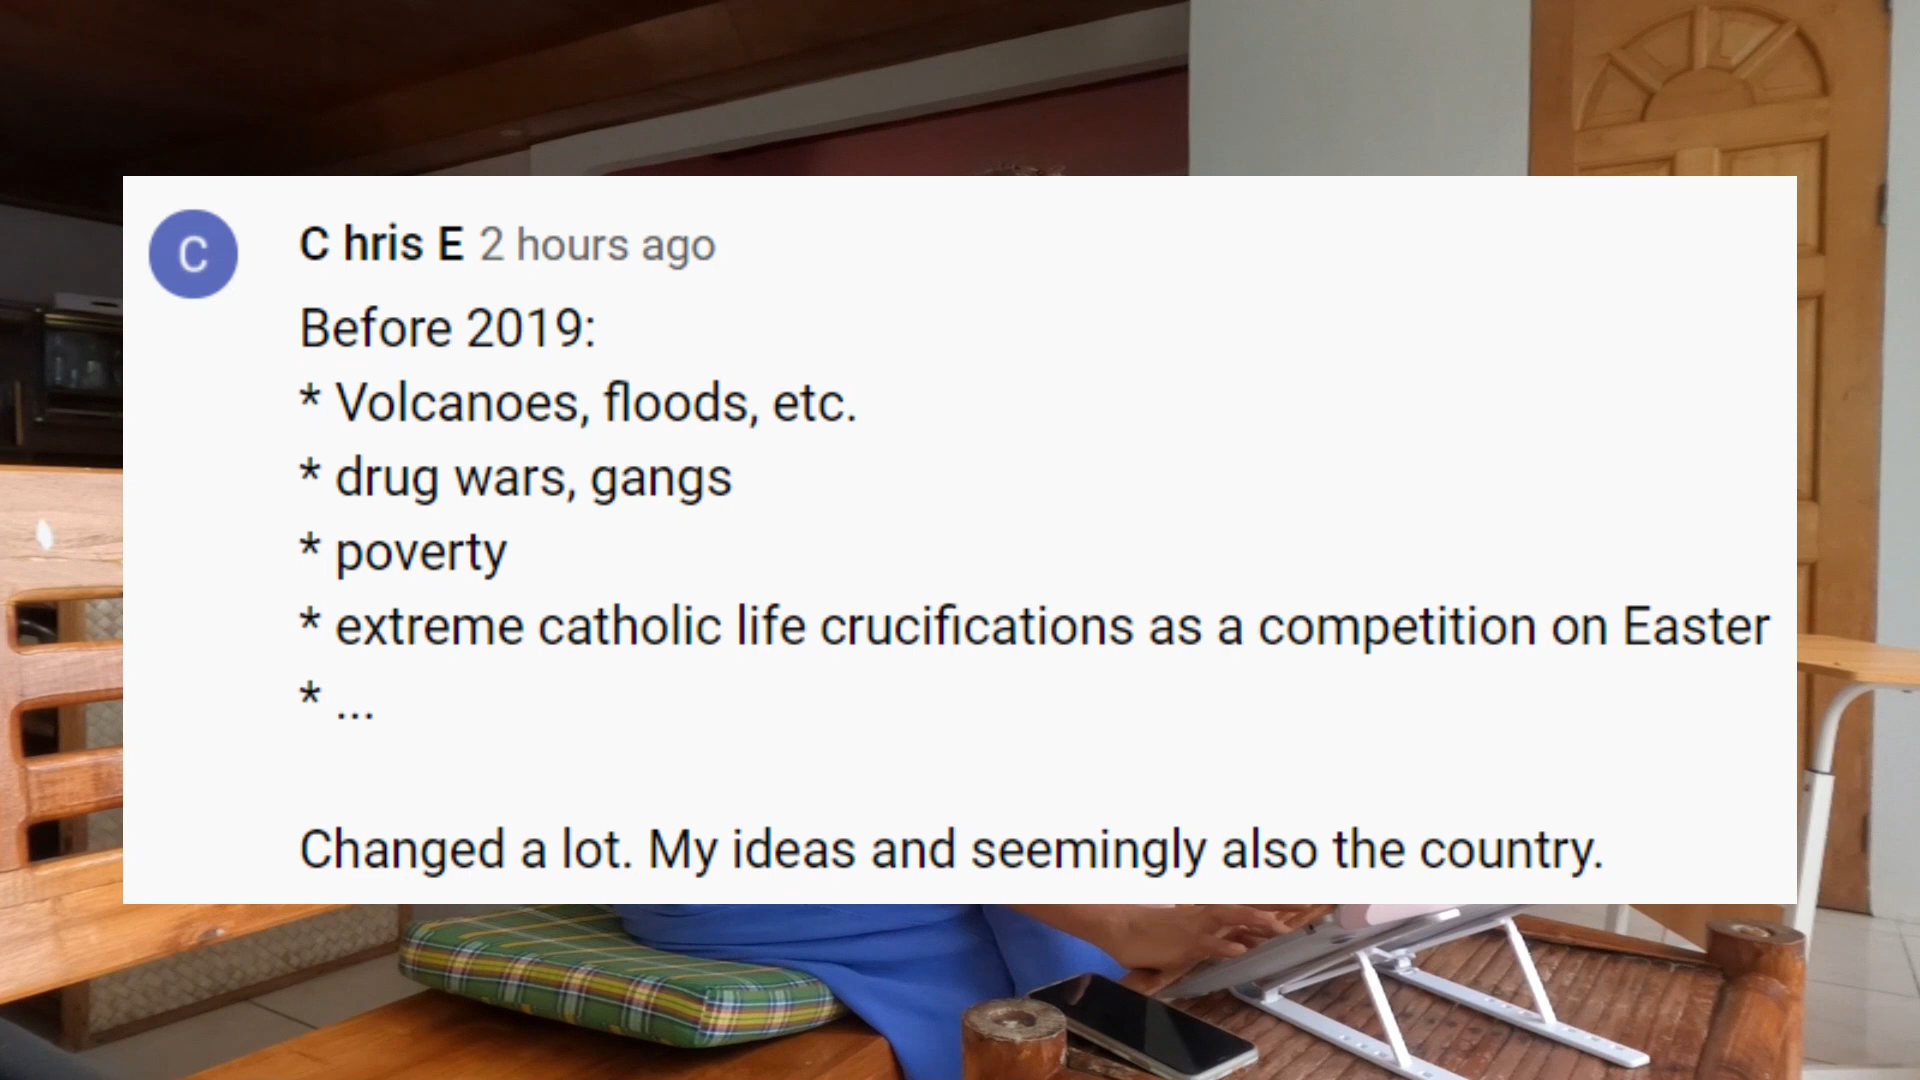 C
C hris E 2 hours ago
Before 2019:
* Volcanoes, floods, etc.
* drug wars, gangs
* poverty
* extreme catholic life crucifications as a competition on Easter
* ...
Changed a lot. My ideas and seemingly also the country.